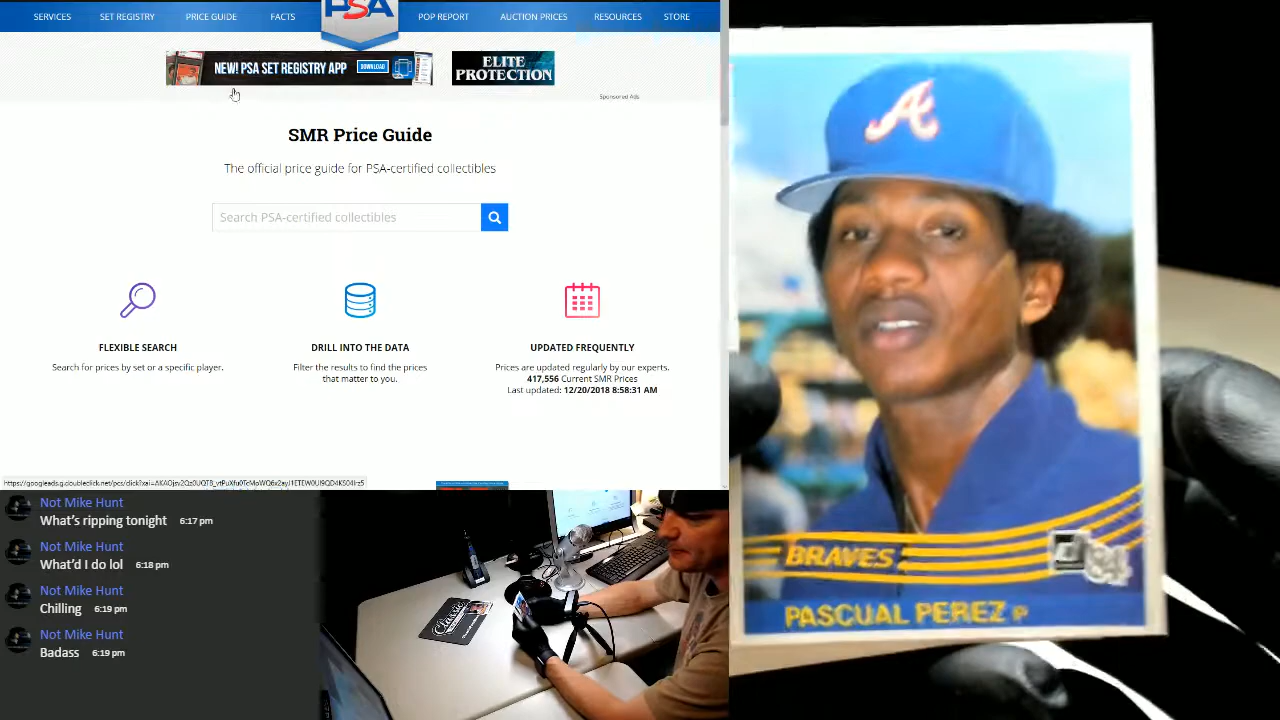 SERVICES SET REGISTRY PRICE GUIDE FACTS PSA POP REPORT AUCTION PRICES RESOURCES STORE
NEW! PSA SET REGISTRY APP DOWNLOAD
ELITE
PROTECTION
Sponsored Ads
SMR Price Guide
The official price guide for PSA-certified collectibles
Search PSA-certified collectibles
FLEXIBLE SEARCH
Search for prices by set or a specific player.
DRILL INTO THE DATA
Filter the results to find the prices
that matter to you.
UPDATED FREQUENTLY
Prices are updated regularly by our experts.
417,556 Current SMR Prices
Last updated: 12/20/2018 8:58:31 AM
Not Mike Hunt
What's ripping tonight 6:17 pm
Not Mike Hunt
What'd I do lol 6:18 pm
Not Mike Hunt
Chilling 6:19 pm
Not Mike Hunt
Badass 6:19 pm
Classic
A
BRAVES
D 84
PASCUAL PEREZ P